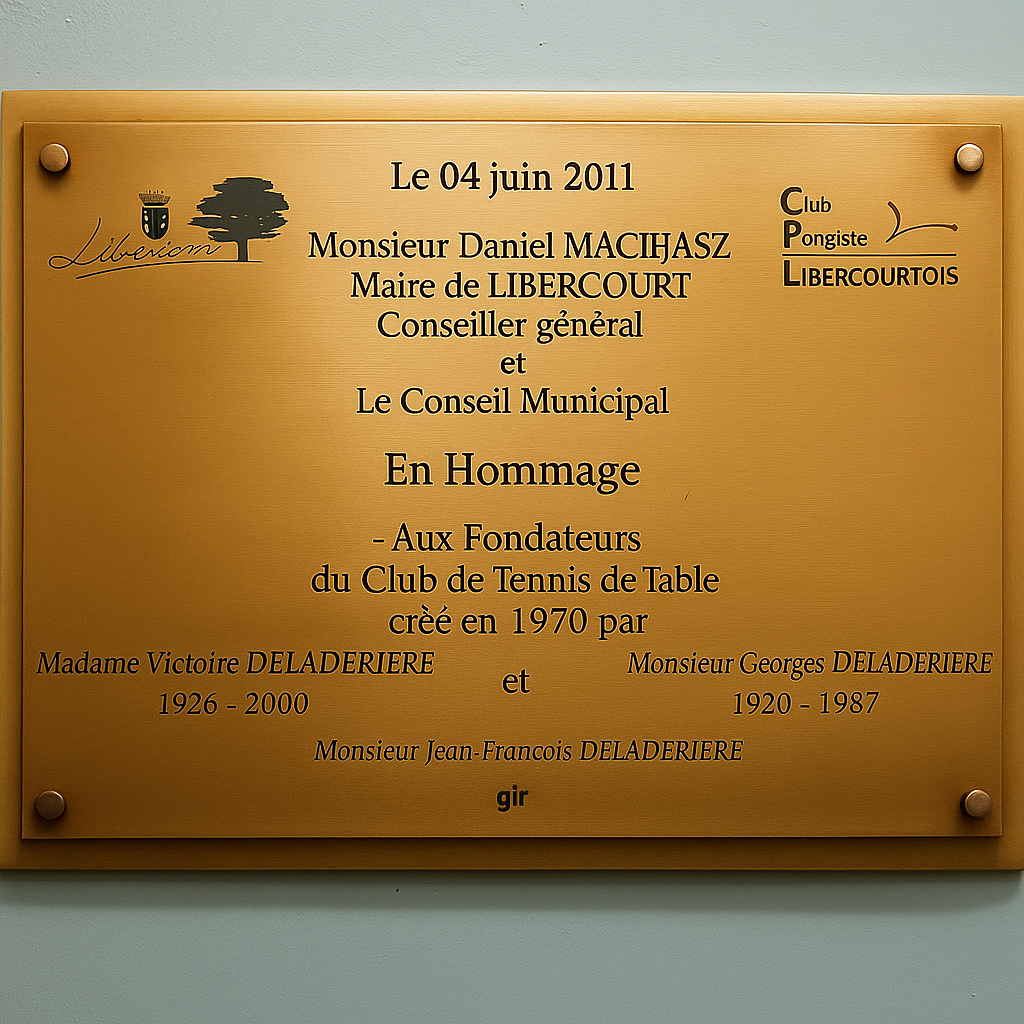 Le 04 juin 2011
Club
Pongiste
LIBERCOURTOIS
Monsieur Daniel
Maire de LIBERCOURT
Conseiller général
et
Le Conseil Municipal
En Hommage
- Aux Fondateurs
du Club de Tennis de Table
crèé en 1970 par
Madame Victoire DELADERIERE
1926 - 2000
et
Monsieur Georges DELADERIERE
1920 - 1987
Monsieur Jean-Francois DELADERIERE
gir